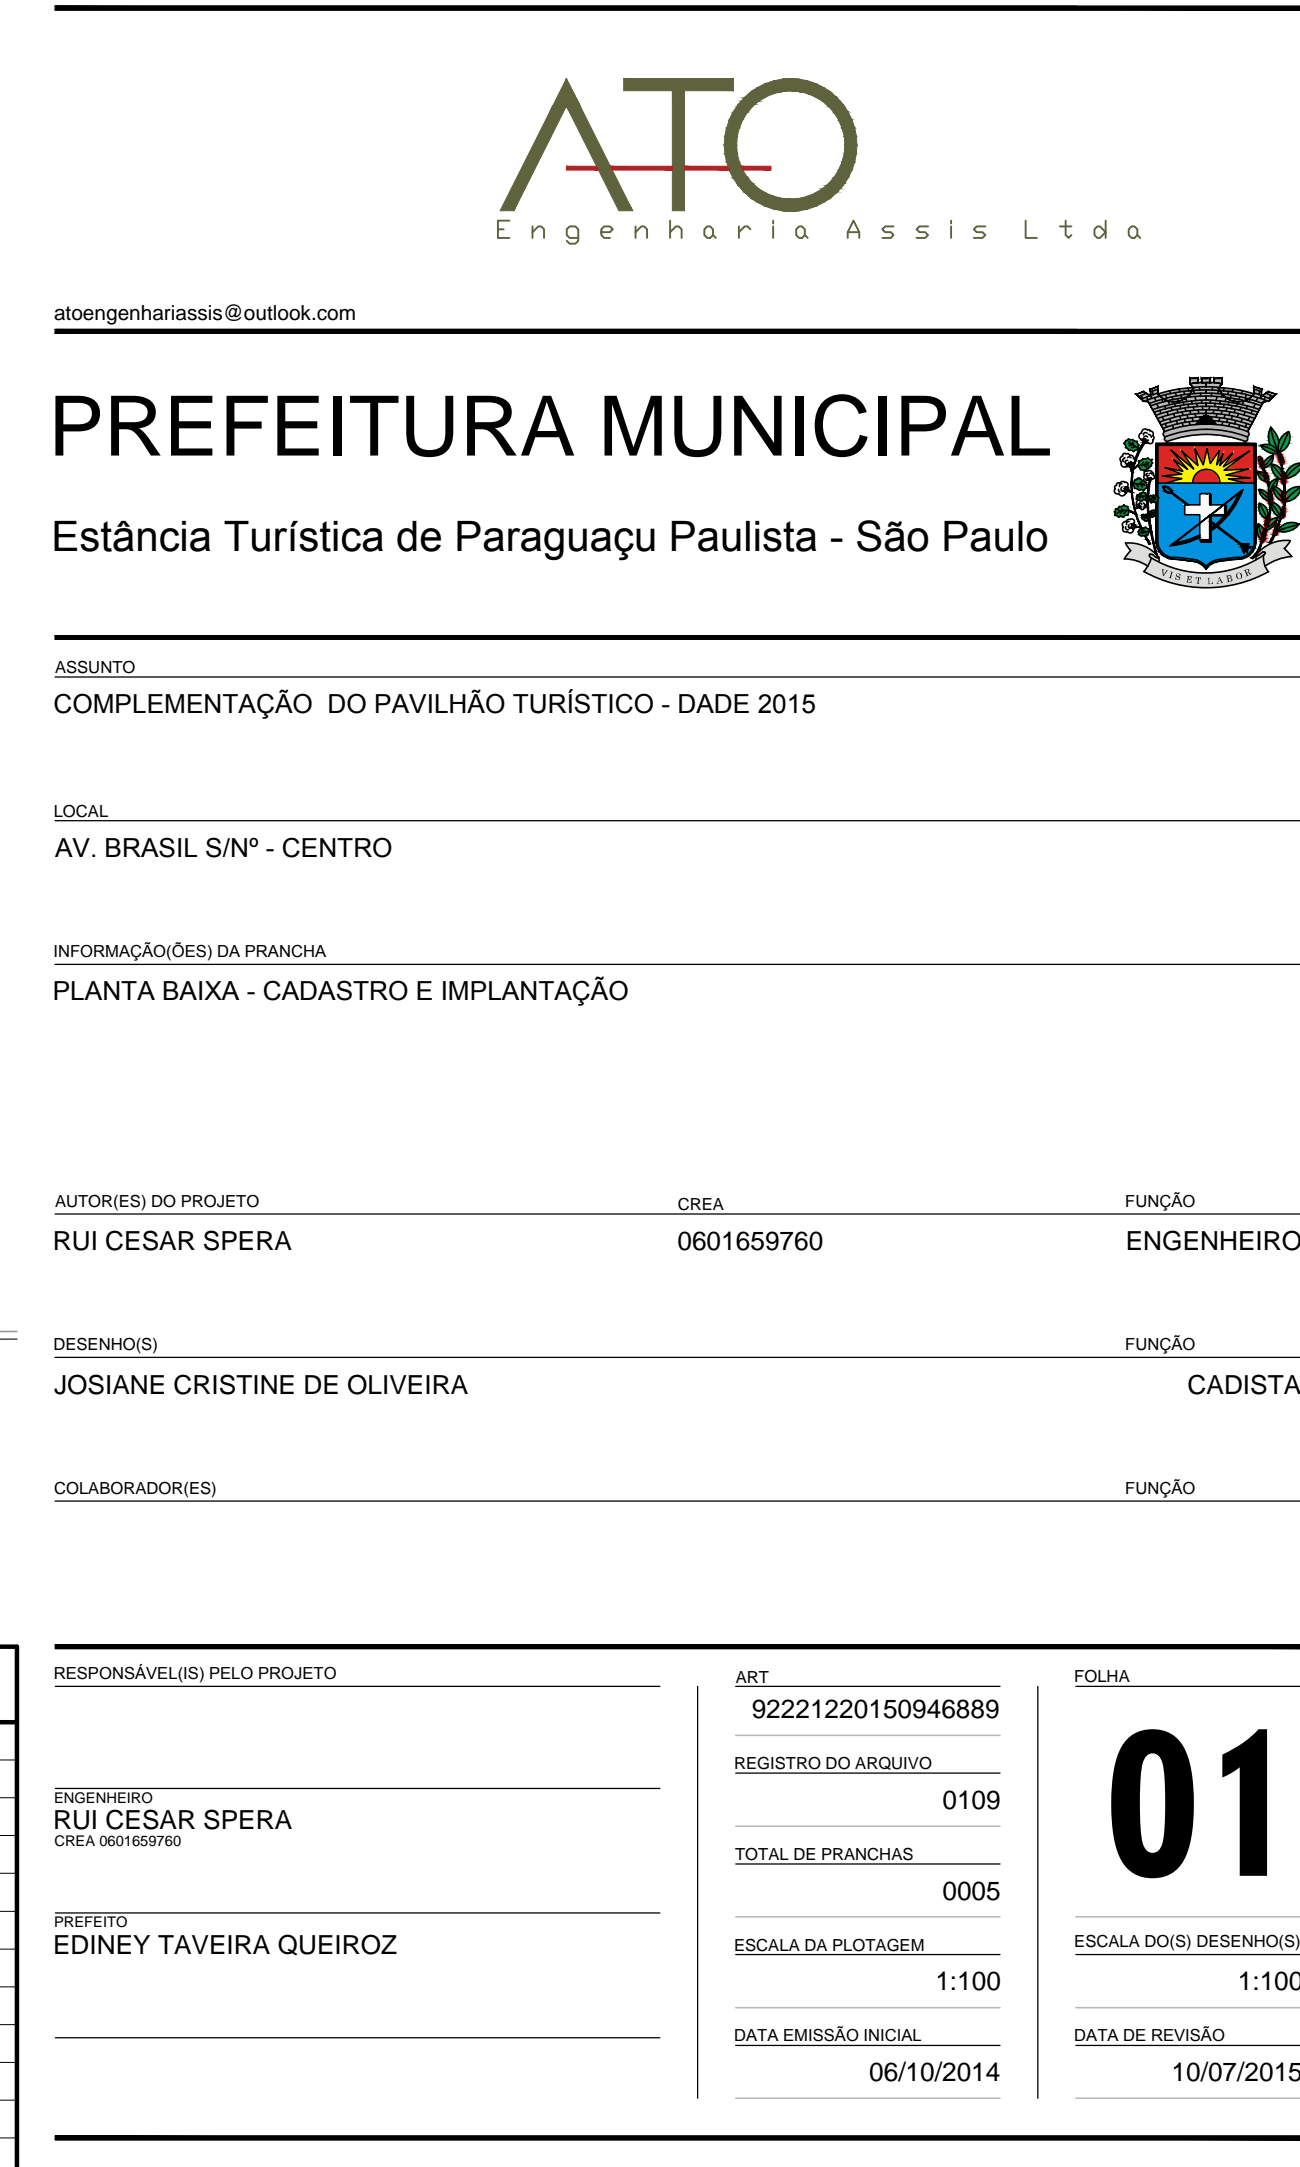 ATO
Engenharia Assis Ltda
atoengenhariassis@outlook.com
PREFEITURA MUNICIPAL
Estância Turística de Paraguaçu Paulista - São Paulo
VIS ET LABOR
ASSUNTO
COMPLEMENTAÇÃO DO PAVILHÃO TURÍSTICO - DADE 2015
LOCAL
AV. BRASIL S/Nº - CENTRO
INFORMAÇÃO(ÕES) DA PRANCHA
PLANTA BAIXA - CADASTRO E IMPLANTAÇÃO
AUTOR(ES) DO PROJETO CREA FUNÇÃO
RUI CESAR SPERA 0601659760 ENGENHEIRO
DESENHO(S) FUNÇÃO
JOSIANE CRISTINE DE OLIVEIRA CADISTA
COLABORADOR(ES) FUNÇÃO
RESPONSÁVEL(IS) PELO PROJETO
ENGENHEIRO
RUI CESAR SPERA
CREA 0601659760
PREFEITO
EDINEY TAVEIRA QUEIROZ
ART
92221220150946889
REGISTRO DO ARQUIVO
0109
TOTAL DE PRANCHAS
0005
ESCALA DA PLOTAGEM
1:100
DATA EMISSÃO INICIAL
06/10/2014
FOLHA
01
ESCALA DO(S) DESENHO(S)
1:100
DATA DE REVISÃO
10/07/2015